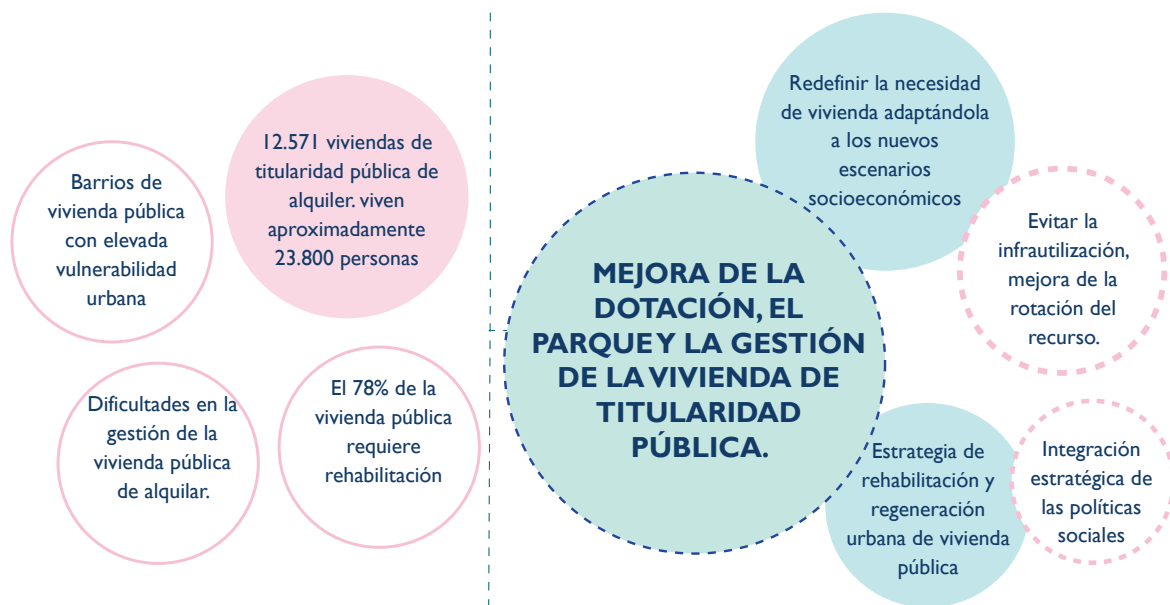 Barrios de
vivienda pública
con elevada
vulnerabilidad
urbana
12.571 viviendas de
titularidad pública de
alquiler. viven
aproximadamente
23.800 personas
Dificultades en la
gestión de la
vivienda pública
de alquilar.
El 78% de la
vivienda pública
requiere
rehabilitación
MEJORA DE LA
DOTACIÓN, EL
PARQUE Y LA GESTIÓN
DE LA VIVIENDA DE
TITULARIDAD
PÚBLICA.
Redefinir la necesidad
de vivienda adaptándola
a los nuevos
escenarios
socioeconómicos
Evitar la
infrautilización,
mejora de la
rotación del
recurso.
Estrategia de
rehabilitación y
regeneración
urbana de vivienda
pública
Integración
estratégica de
las políticas
sociales